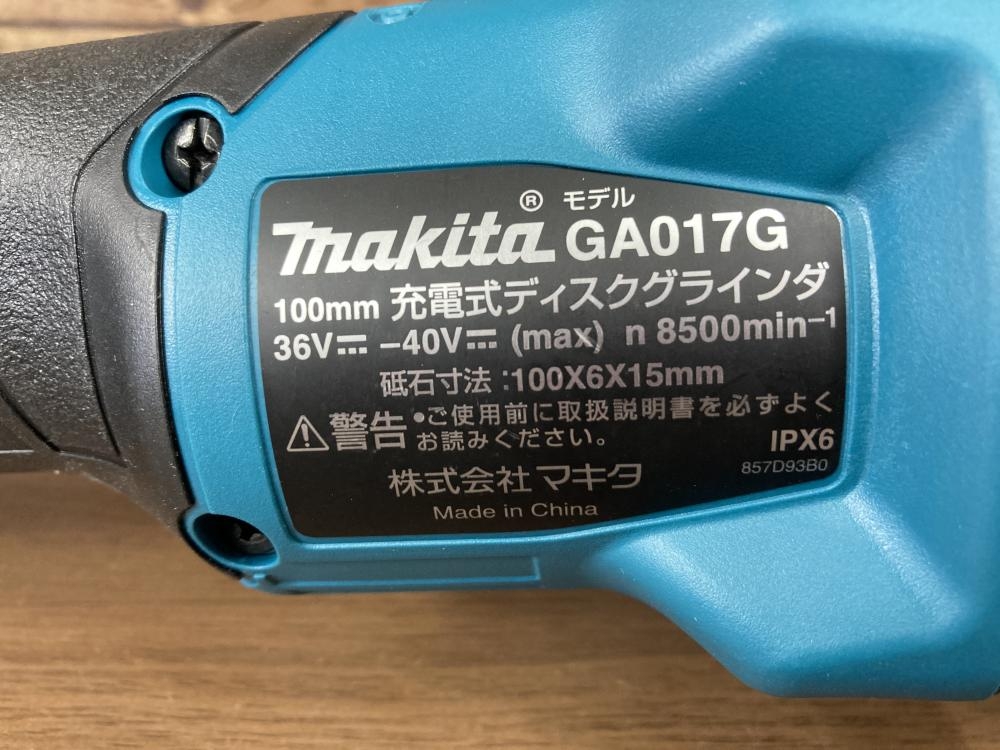 makita® モデル GA017G
100mm 充電式ディスクグラインダ
36V⎓ –40V⎓ (max) n 8500min⁻¹
砥石寸法:100X6X15mm
⚠警告 •ご使用前に取扱説明書を必ずよく
お読みください。
IPX6
857D93B0
株式会社マキタ
Made in China